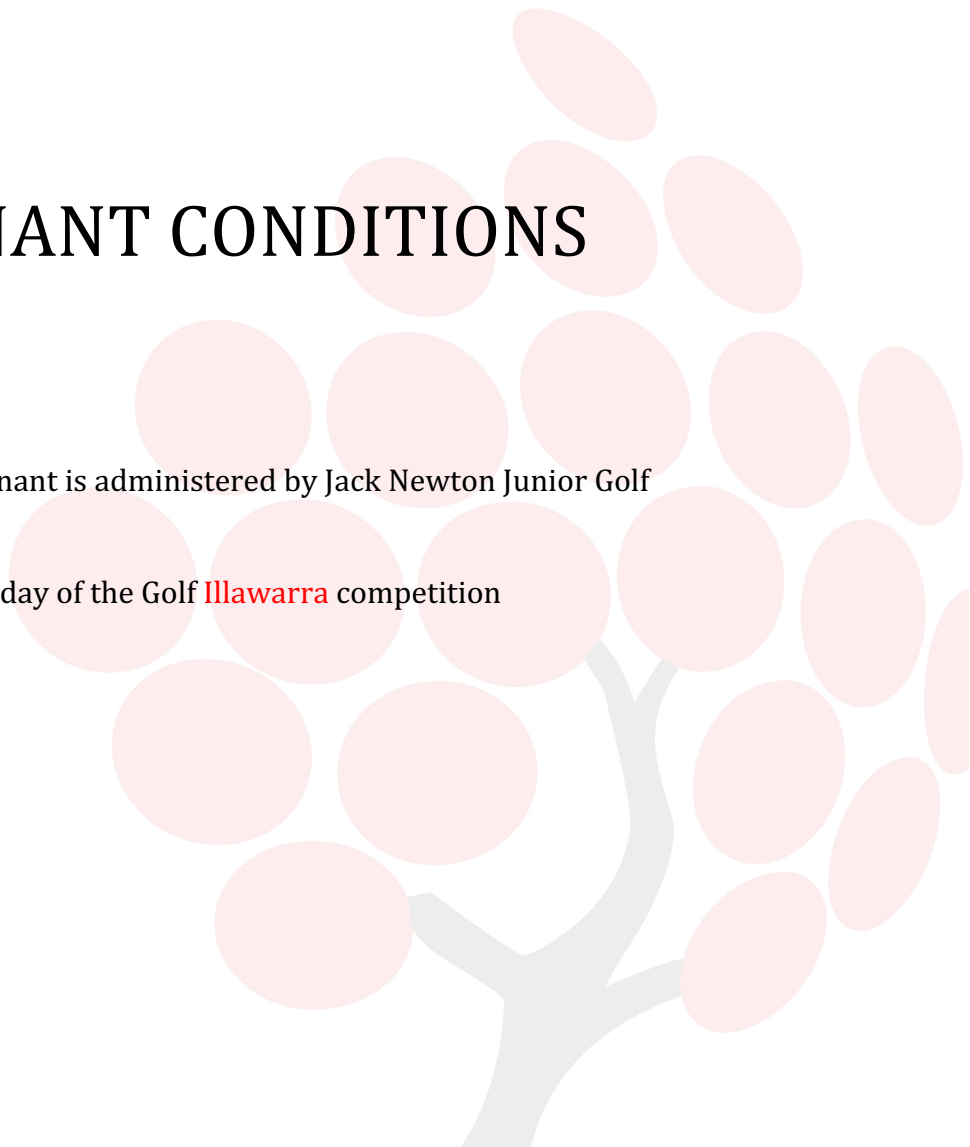 NANT CONDITIONS
nant is administered by Jack Newton Junior Golf
day of the Golf Illawarra competition